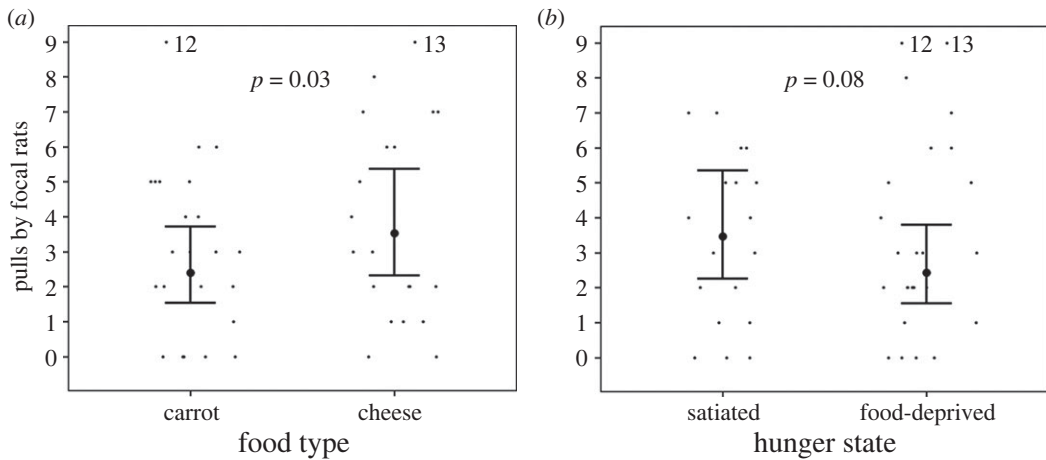 (a)
9
12
13
p = 0.03
8
7
6
5
4
3
2
1
0
pulls by focal rats
carrot
cheese
food type
(b)
9
12
13
p = 0.08
8
7
6
5
4
3
2
1
0
satiated
food-deprived
hunger state